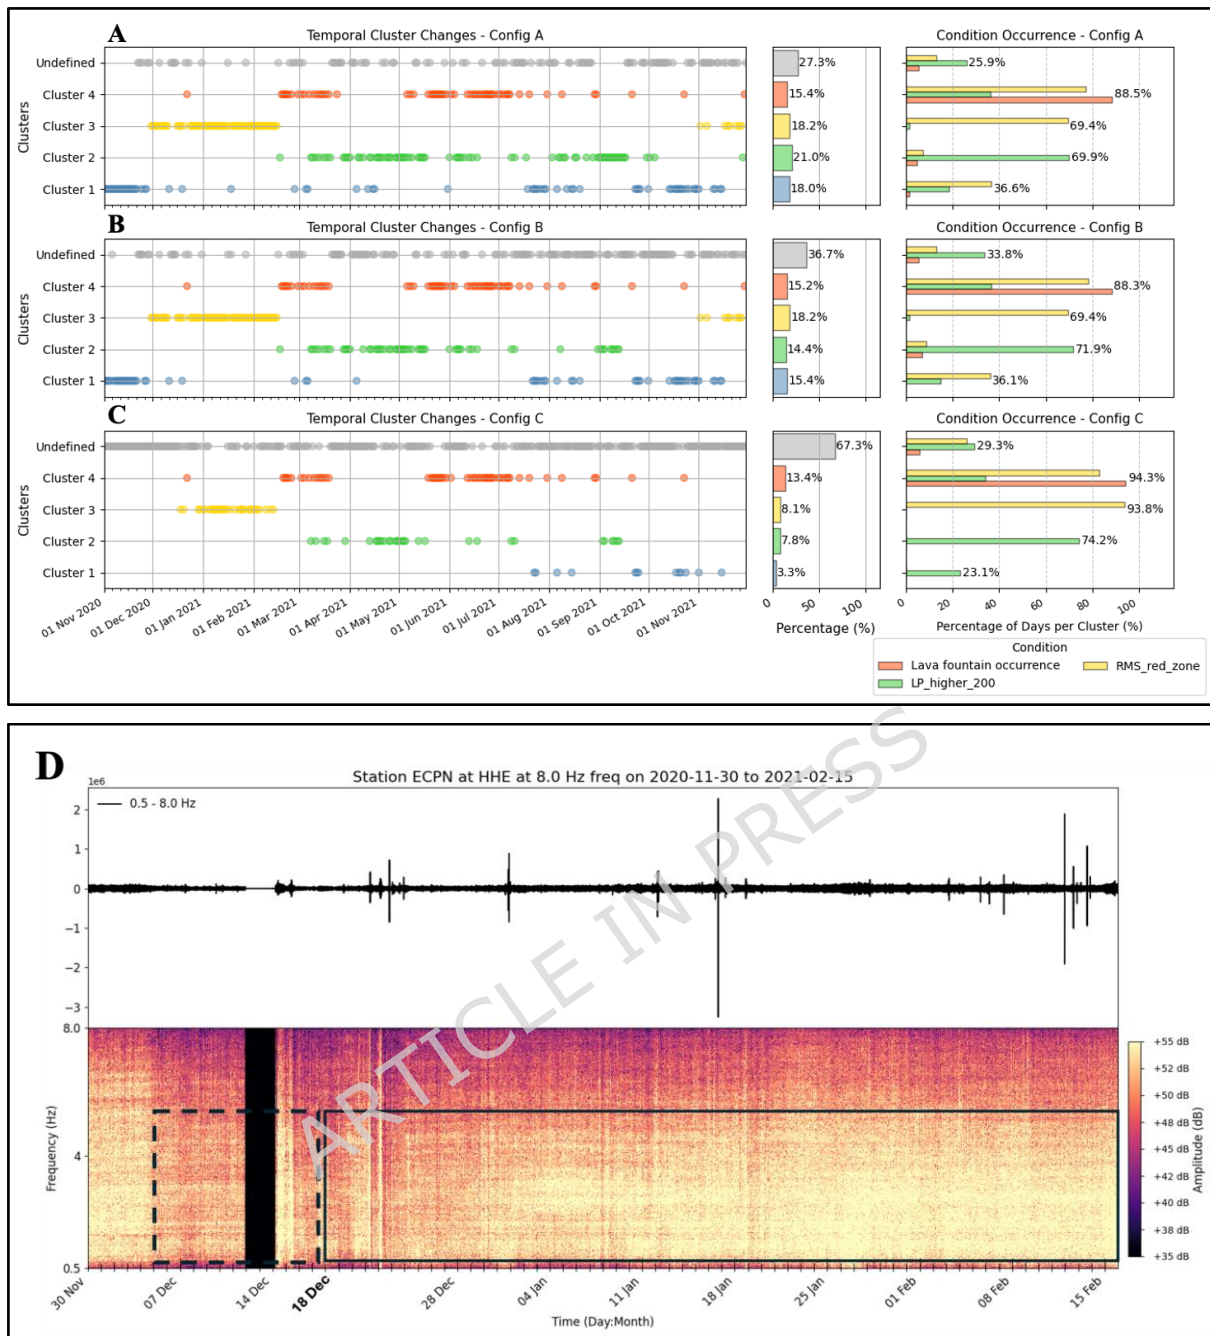 A
Temporal Cluster Changes - Config A
Condition Occurrence - Config A
Clusters
Undefined
Cluster 4
Cluster 3
Cluster 2
Cluster 1
27.3%
15.4%
18.2%
21.0%
18.0%
25.9%
88.5%
69.4%
69.9%
36.6%
B
Temporal Cluster Changes - Config B
Condition Occurrence - Config B
Clusters
Undefined
Cluster 4
Cluster 3
Cluster 2
Cluster 1
36.7%
15.2%
18.2%
14.4%
15.4%
33.8%
88.3%
69.4%
71.9%
36.1%
C
Temporal Cluster Changes - Config C
Condition Occurrence - Config C
Clusters
Undefined
Cluster 4
Cluster 3
Cluster 2
Cluster 1
67.3%
13.4%
8.1%
7.8%
3.3%
29.3%
94.3%
93.8%
74.2%
23.1%
01 Nov 2020
01 Dec 2020
01 Jan 2021
01 Feb 2021
01 Mar 2021
01 Apr 2021
01 May 2021
01 Jun 2021
01 Jul 2021
01 Aug 2021
01 Sep 2021
01 Oct 2021
01 Nov 2021
0 50 100
Percentage (%)
0 20 40 60 80 100
Percentage of Days per Cluster (%)
Condition
Lava fountain occurrence
RMS_red_zone
LP_higher_200
D
Station ECPN at HHE at 8.0 Hz freq on 2020-11-30 to 2021-02-15
1e6
0.5 - 8.0 Hz
2
1
0
−1
−2
−3
8.0
4
0.5
Frequency (Hz)
+55 dB
+52 dB
+50 dB
+48 dB
+45 dB
+42 dB
+40 dB
+38 dB
+35 dB
Amplitude (dB)
30 Nov
07 Dec
14 Dec
18 Dec
28 Dec
04 Jan
11 Jan
18 Jan
25 Jan
01 Feb
08 Feb
15 Feb
Time (Day:Month)
ARTICLE IN PRESS